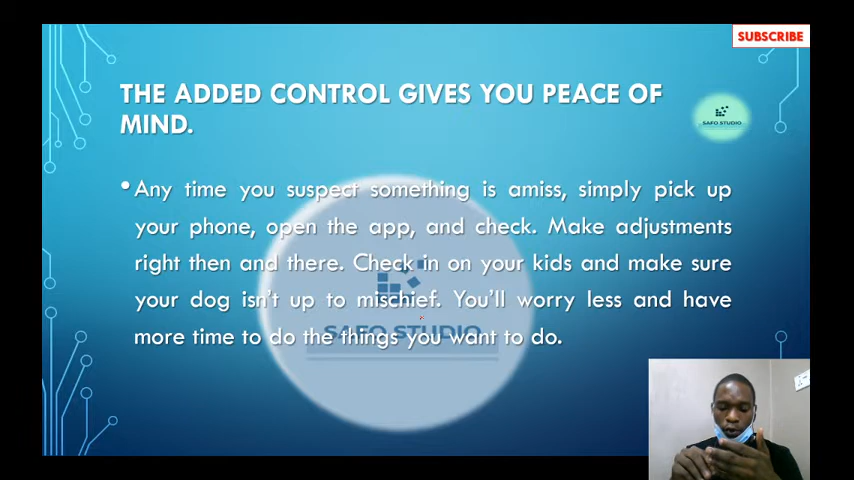 SUBSCRIBE
THE ADDED CONTROL GIVES YOU PEACE OF
MIND.
SAFO STUDIO
• Any time you suspect something is amiss, simply pick up
your phone, open the app, and check. Make adjustments
right then and there. Check in on your kids and make sure
your dog isn't up to mischief. You'll worry less and have
more time to do the things you want to do.
SAFO STUDIO